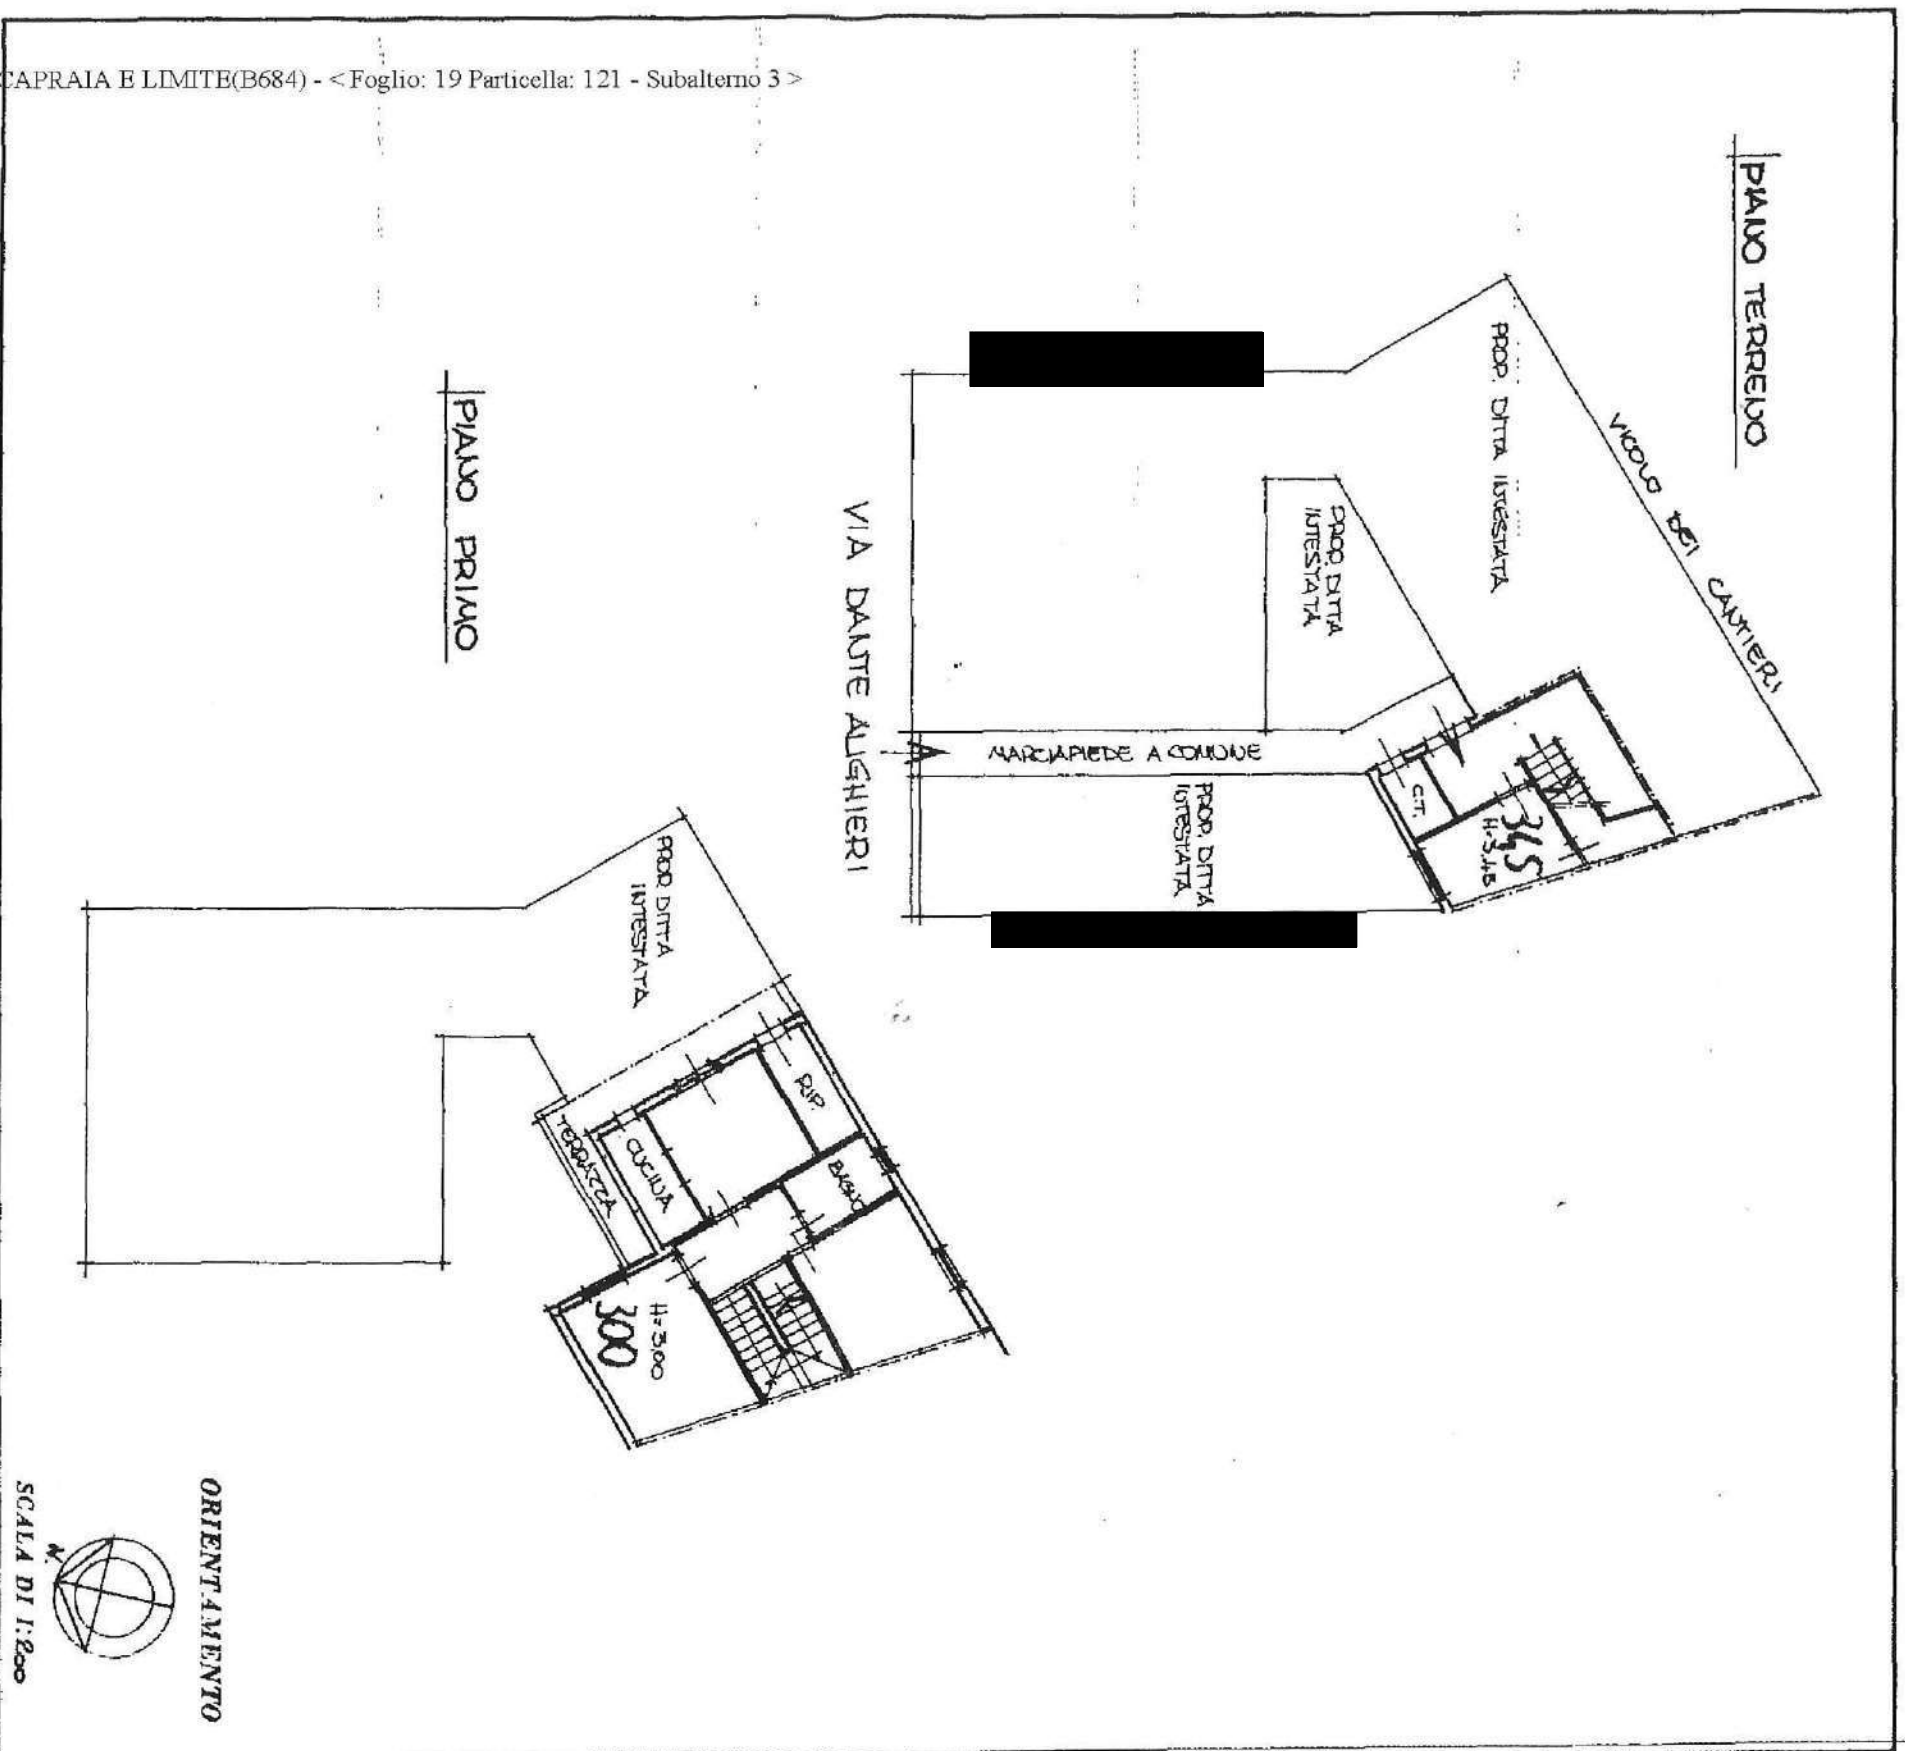 CAPRAIA E LIMITE(B684) - < Foglio: 19 Particella: 121 - Subalterno 3 >
PIANO TERRENO
VICOLO DEI CANTIERI
PROP. DITTA INTESTATA
PROP. DITTA
INTESTATA
MARCIAPIEDE A COMUNE
PROP. DITTA
INTESTATA
C.T.
345
H=3,45
VIA DANTE ALIGHIERI
PIANO PRIMO
PROP. DITTA
INTESTATA
RIP.
BAGNO
CUCINA
TERRAZZA
H=3,00
300
ORIENTAMENTO
N.
SCALA DI 1:200